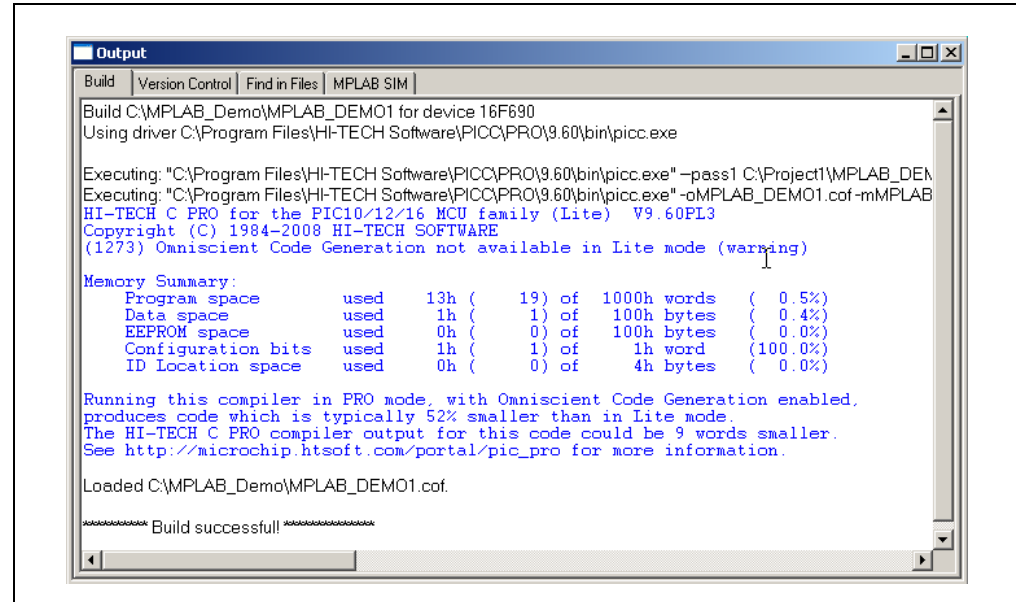 Output
Build Version Control Find in Files MPLAB SIM
Build C:\MPLAB_Demo\MPLAB_DEMO1 for device 16F690
Using driver C:\Program Files\HI-TECH Software\PICC\PRO\9.60\bin\picc.exe
Executing: "C:\Program Files\HI-TECH Software\PICC\PRO\9.60\bin\picc.exe" --pass1 C:\Project1\MPLAB_DEM
Executing: "C:\Program Files\HI-TECH Software\PICC\PRO\9.60\bin\picc.exe" -oMPLAB_DEMO1.cof -mMPLAB
HI-TECH C PRO for the PIC10/12/16 MCU family (Lite)  V9.60PL3
Copyright (C) 1984-2008 HI-TECH SOFTWARE
(1273) Omniscient Code Generation not available in Lite mode (warning)
Memory Summary:
Program space        used    13h (    19) of  1000h words   (  0.5%)
Data space           used     1h (     1) of   100h bytes   (  0.4%)
EEPROM space         used     0h (     0) of   100h bytes   (  0.0%)
Configuration bits   used     1h (     1) of     1h word    (100.0%)
ID Location space    used     0h (     0) of     4h bytes   (  0.0%)
Running this compiler in PRO mode, with Omniscient Code Generation enabled,
produces code which is typically 52% smaller than in Lite mode.
The HI-TECH C PRO compiler output for this code could be 9 words smaller.
See http://microchip.htsoft.com/portal/pic_pro for more information.
Loaded C:\MPLAB_Demo\MPLAB_DEMO1.cof.
********** Build successful! **************